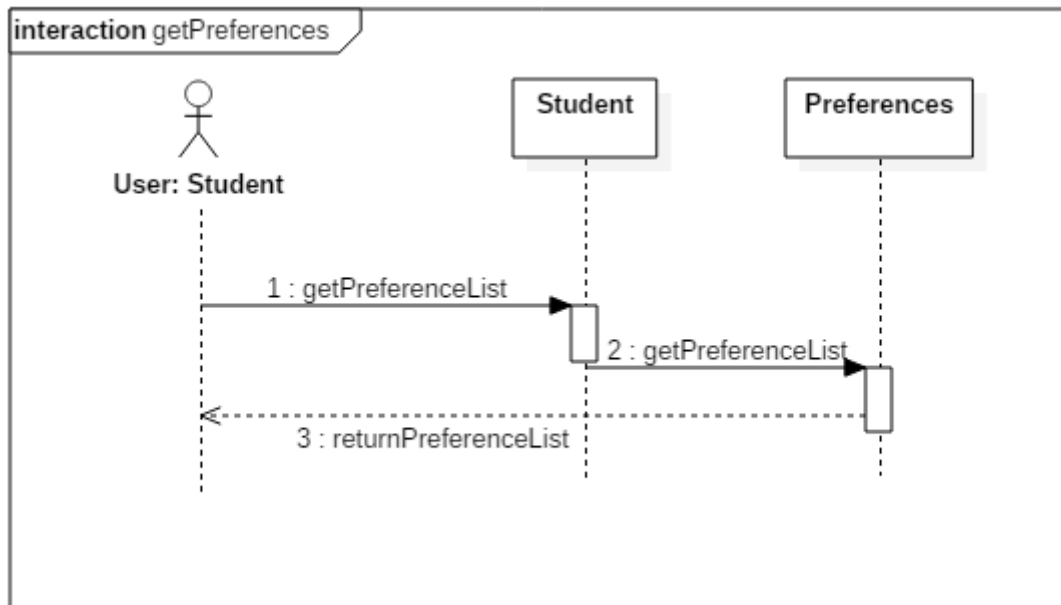 interaction getPreferences
Student
Preferences
User: Student
1 : getPreferenceList
2 : getPreferenceList
3 : returnPreferenceList